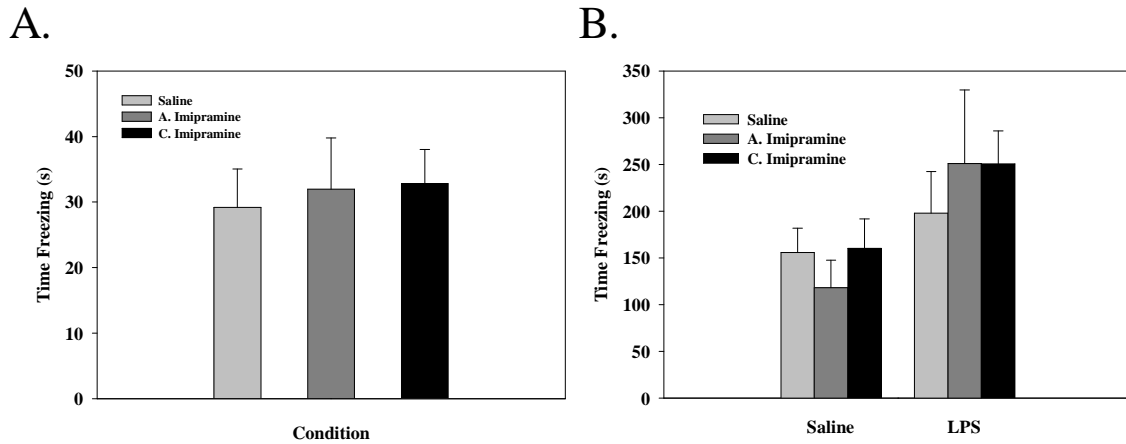 A.
Time Freezing (s)
50
40
30
20
10
0
Saline
A. Imipramine
C. Imipramine
Condition
B.
Time Freezing (s)
350
300
250
200
150
100
50
0
Saline
A. Imipramine
C. Imipramine
Saline LPS